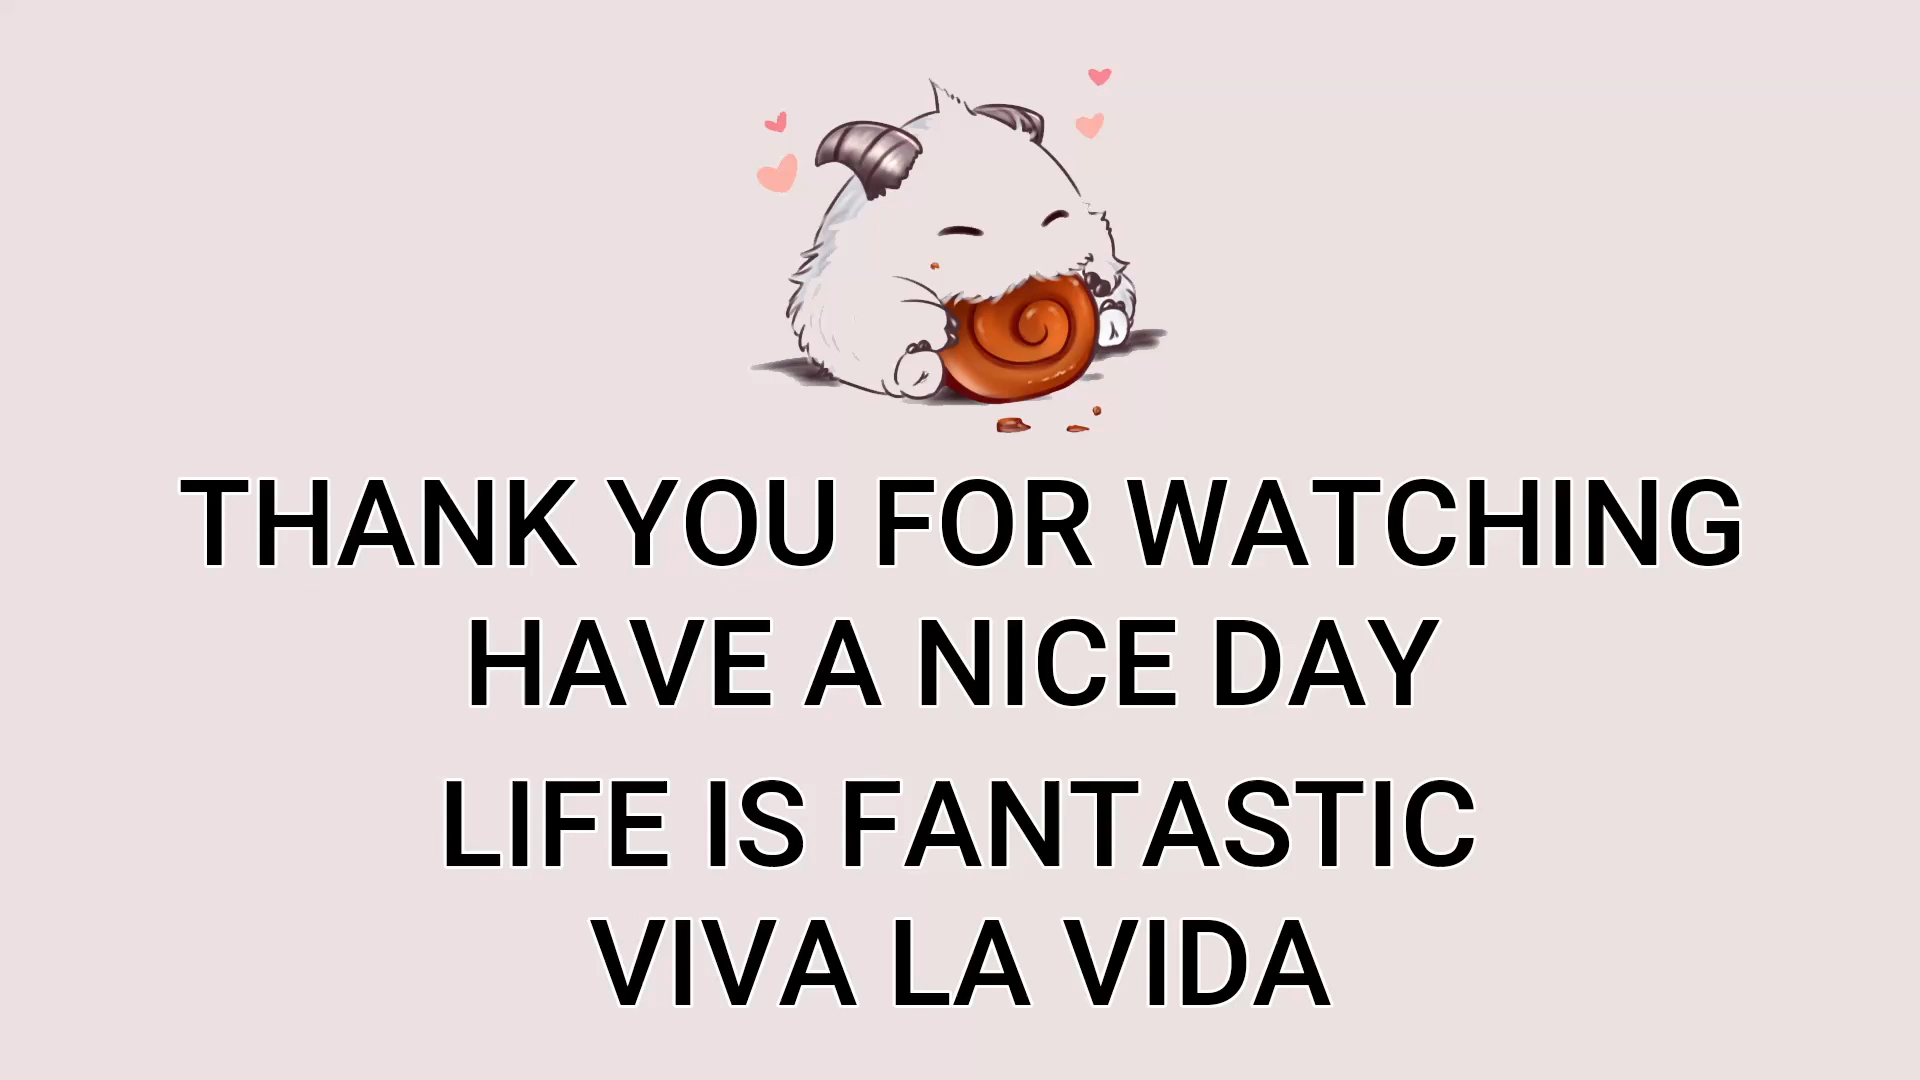 THANK YOU FOR WATCHING
HAVE A NICE DAY
LIFE IS FANTASTIC
VIVA LA VIDA